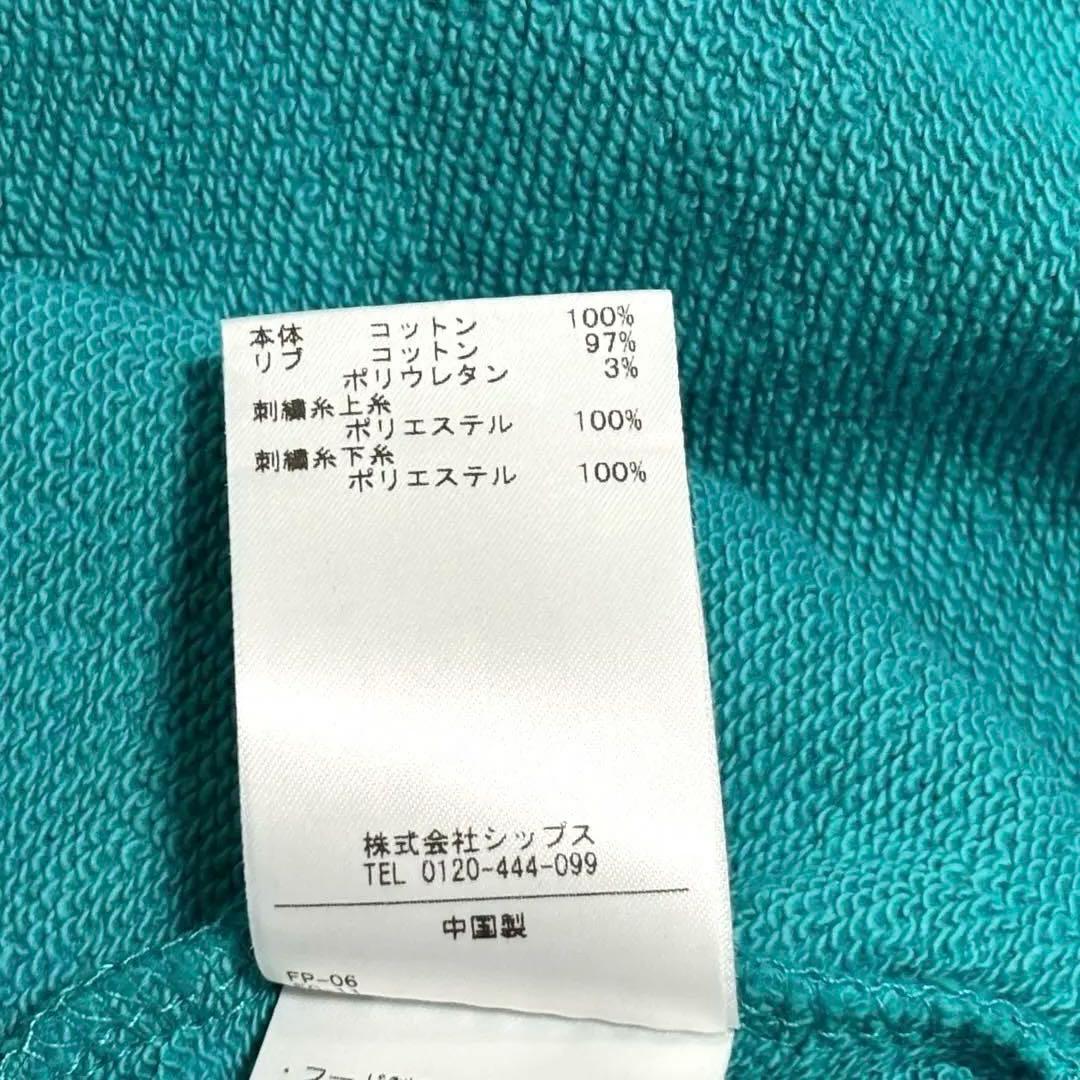 本体 コットン 100%
リブ コットン 97%
ポリウレタン 3%
刺繍糸上糸
ポリエステル 100%
刺繍糸下糸
ポリエステル 100%
株式会社シップス
TEL 0120-444-099
中国製
FP-06